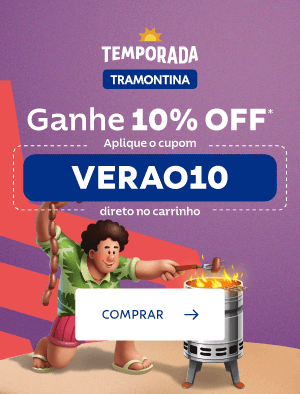 TEMPORADA
TRAMONTINA
Ganhe 10% OFF*
Aplique o cupom
VERAO10
direto no carrinho
COMPRAR →